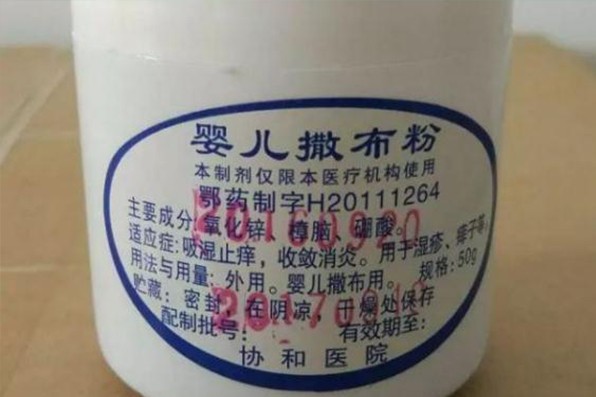 婴儿撒布粉
本制剂仅限本医疗机构使用
鄂药制字H20111264
主要成分:氧化锌、樟脑、硼酸。
适应症:吸湿止痒,收敛消炎。用于湿疹、痱子等。
用法与用量:外用。婴儿撒布用。 规格:50g
贮藏:密封,在阴凉,干燥处保存
配制批号: 有效期至:
协和医院
20160920